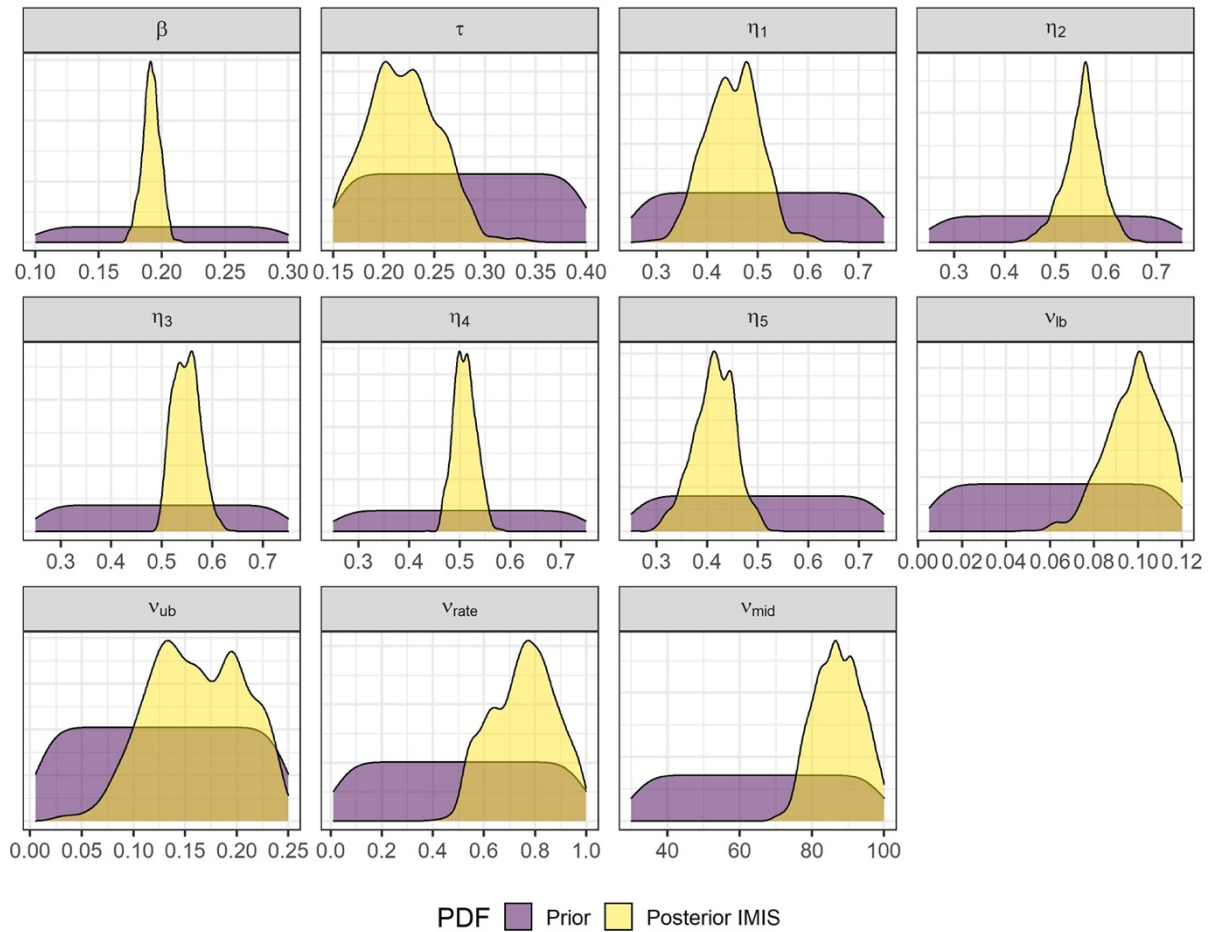 β τ η1 η2
0.10 0.15 0.20 0.25 0.30 0.15 0.20 0.25 0.30 0.35 0.40 0.3 0.4 0.5 0.6 0.7 0.3 0.4 0.5 0.6 0.7
η3 η4 η5 νlb
0.3 0.4 0.5 0.6 0.7 0.3 0.4 0.5 0.6 0.7 0.3 0.4 0.5 0.6 0.7 0.00 0.02 0.04 0.06 0.08 0.10 0.12
νub νrate νmid
0.00 0.05 0.10 0.15 0.20 0.25 0.0 0.2 0.4 0.6 0.8 1.0 40 60 80 100
PDF Prior Posterior IMIS